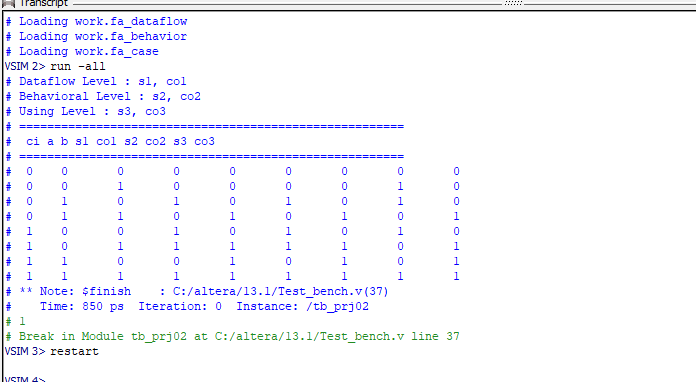 Transcript
# Loading work.fa_dataflow
# Loading work.fa_behavior
# Loading work.fa_case
VSIM 2> run -all
# Dataflow Level : s1, co1
# Behavioral Level : s2, co2
# Using Level : s3, co3
# =======================================================
# ci a b s1 co1 s2 co2 s3 co3
# =======================================================
# 0 0 0 0 0 0 0 0 0
# 0 0 1 0 0 0 0 1 0
# 0 1 0 1 0 1 0 1 0
# 0 1 1 0 1 0 1 0 1
# 1 0 0 1 0 1 0 1 0
# 1 0 1 1 1 1 1 0 1
# 1 1 0 0 1 0 1 0 1
# 1 1 1 1 1 1 1 1 1
# ** Note: $finish : C:/altera/13.1/Test_bench.v(37)
# Time: 850 ps Iteration: 0 Instance: /tb_prj02
# 1
# Break in Module tb_prj02 at C:/altera/13.1/Test_bench.v line 37
VSIM 3> restart
VSIM 4>